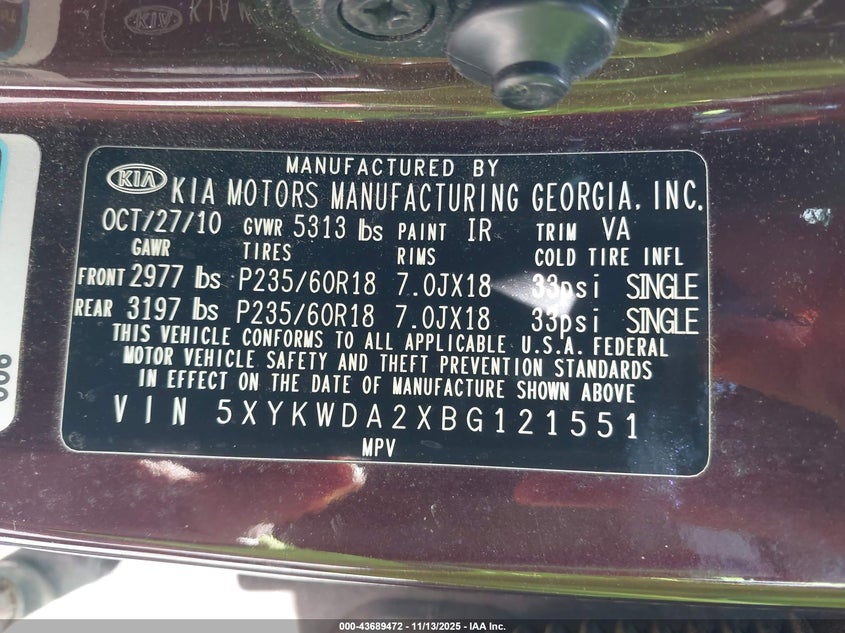 KIA
MANUFACTURED BY
KIA KIA MOTORS MANUFACTURING GEORGIA, INC.
OCT/27/10 GVWR 5313 lbs PAINT IR TRIM VA
GAWR TIRES RIMS COLD TIRE INFL
FRONT 2977 lbs P235/60R18 7.0JX18 33psi SINGLE
REAR 3197 lbs P235/60R18 7.0JX18 33psi SINGLE
THIS VEHICLE CONFORMS TO ALL APPLICABLE U.S.A. FEDERAL
MOTOR VEHICLE SAFETY AND THEFT PREVENTION STANDARDS
IN EFFECT ON THE DATE OF MANUFACTURE SHOWN ABOVE
VIN 5XYKWDA2XBG121551
MPV
000-43689472 - 11/13/2025 - IAA Inc.